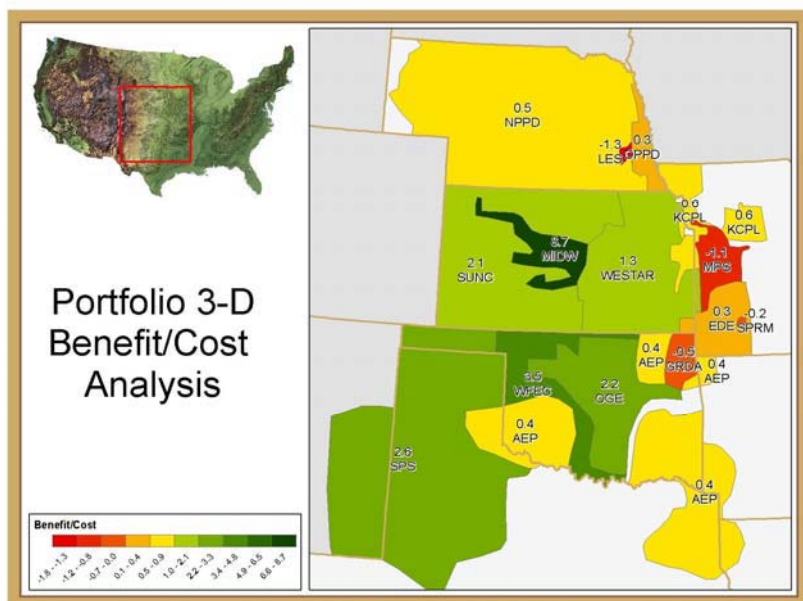 Portfolio 3-D
Benefit/Cost
Analysis
Benefit/Cost
-1.8 - -1.3
-1.2 - -0.8
-0.7 - 0.0
0.1 - 0.4
0.5 - 0.9
1.0 - 2.1
2.2 - 3.3
3.4 - 4.8
4.9 - 6.5
6.6 - 8.7
0.5
NPPD
-1.3
LES
0.3
OPPD
KCPL
0.6
KCPL
2.1
SUNC
MIDW
1.3
WESTAR
-1.1
MPS
0.3
EDE
-0.2
SPRM
0.4
AEP
-0.5
GRDA
0.4
AEP
3.5
WFEC
2.2
OGE
0.4
AEP
2.6
SPS
0.4
AEP